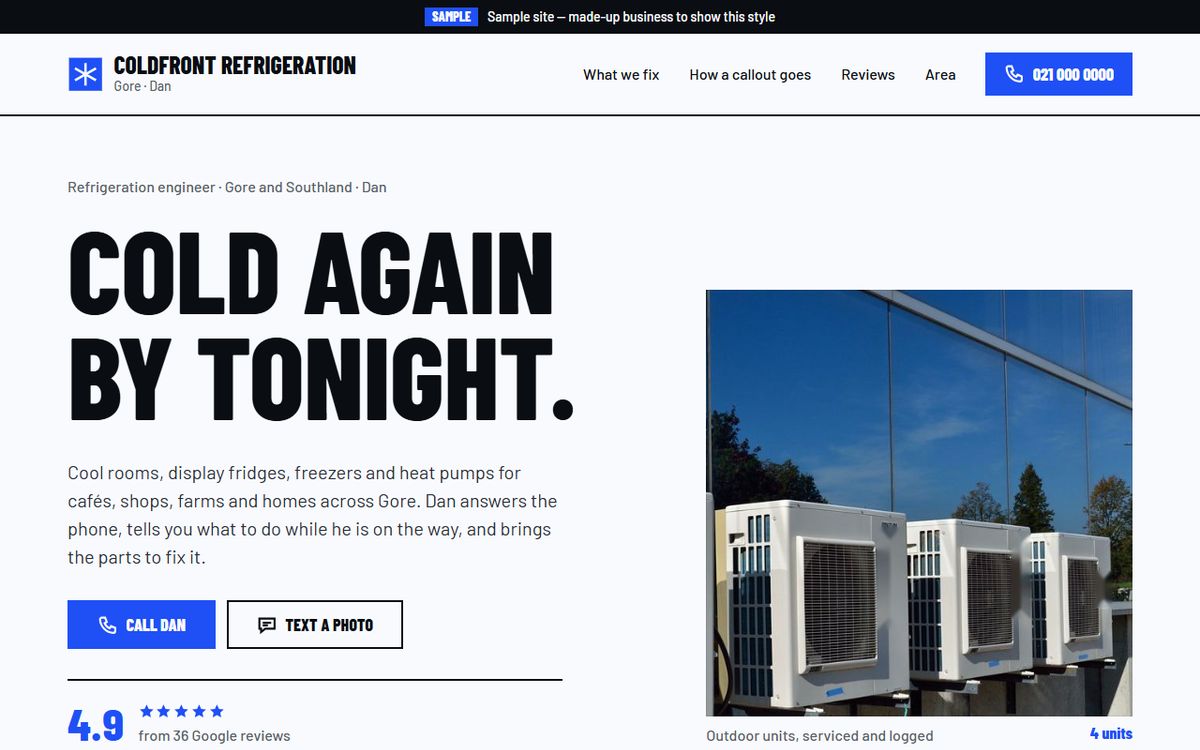 SAMPLE Sample site – made-up business to show this style
COLDFRONT REFRIGERATION
Gore · Dan
What we fix
How a callout goes
Reviews
Area
021 000 0000
Refrigeration engineer · Gore and Southland · Dan
COLD AGAIN
BY TONIGHT.
Cool rooms, display fridges, freezers and heat pumps for
cafés, shops, farms and homes across Gore. Dan answers the
phone, tells you what to do while he is on the way, and brings
the parts to fix it.
CALL DAN
TEXT A PHOTO
4.9
from 36 Google reviews
Outdoor units, serviced and logged
4 units